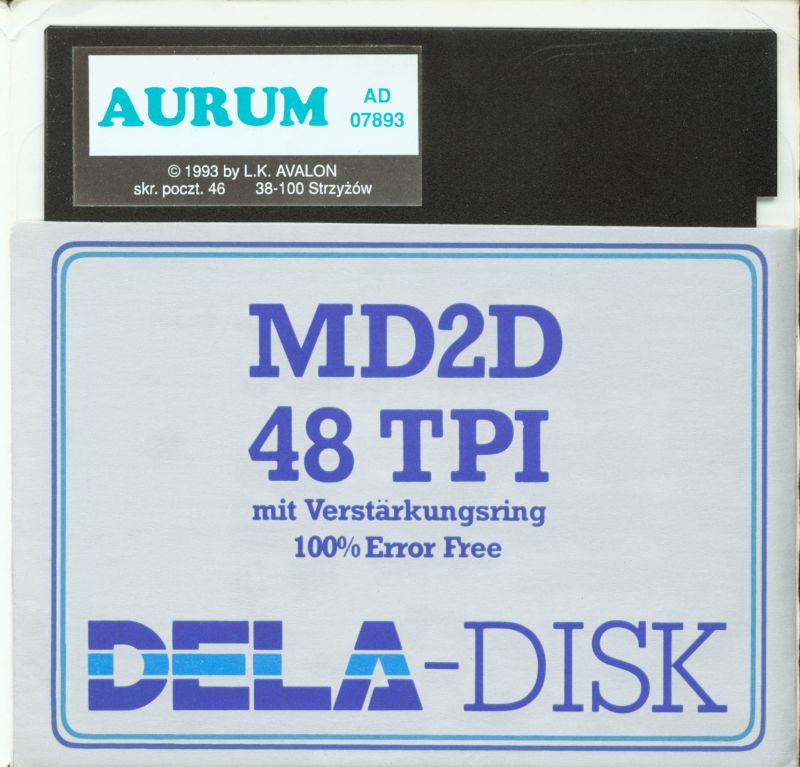 AURUM
AD
07893
© 1993 by L.K. AVALON
skr. poczt. 46 38-100 Strzyżów
MD2D
48 TPI
mit Verstärkungsring
100% Error Free
DELA-DISK